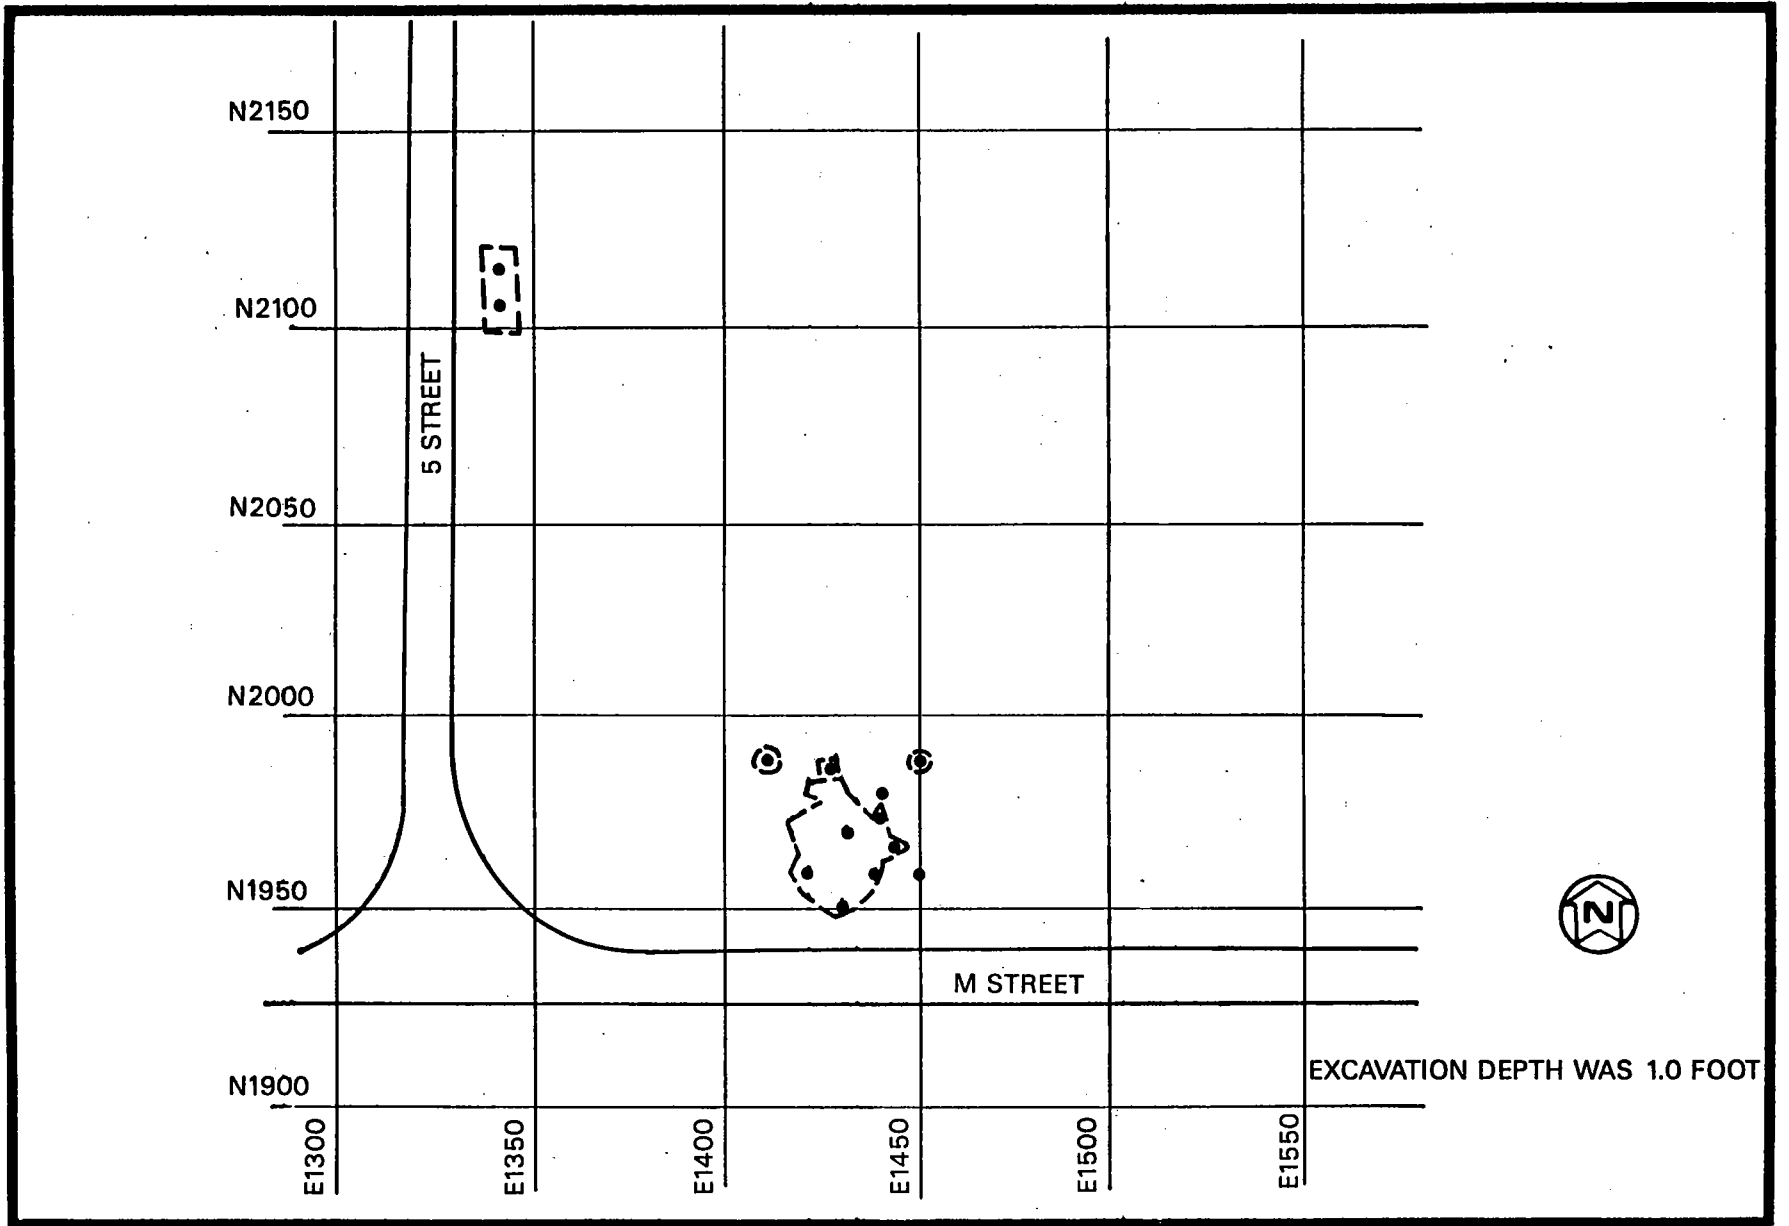 N2150
N2100
5 STREET
N2050
N2000
N1950
N
M STREET
EXCAVATION DEPTH WAS 1.0 FOOT
N1900
E1300
E1350
E1400
E1450
E1500
E1550